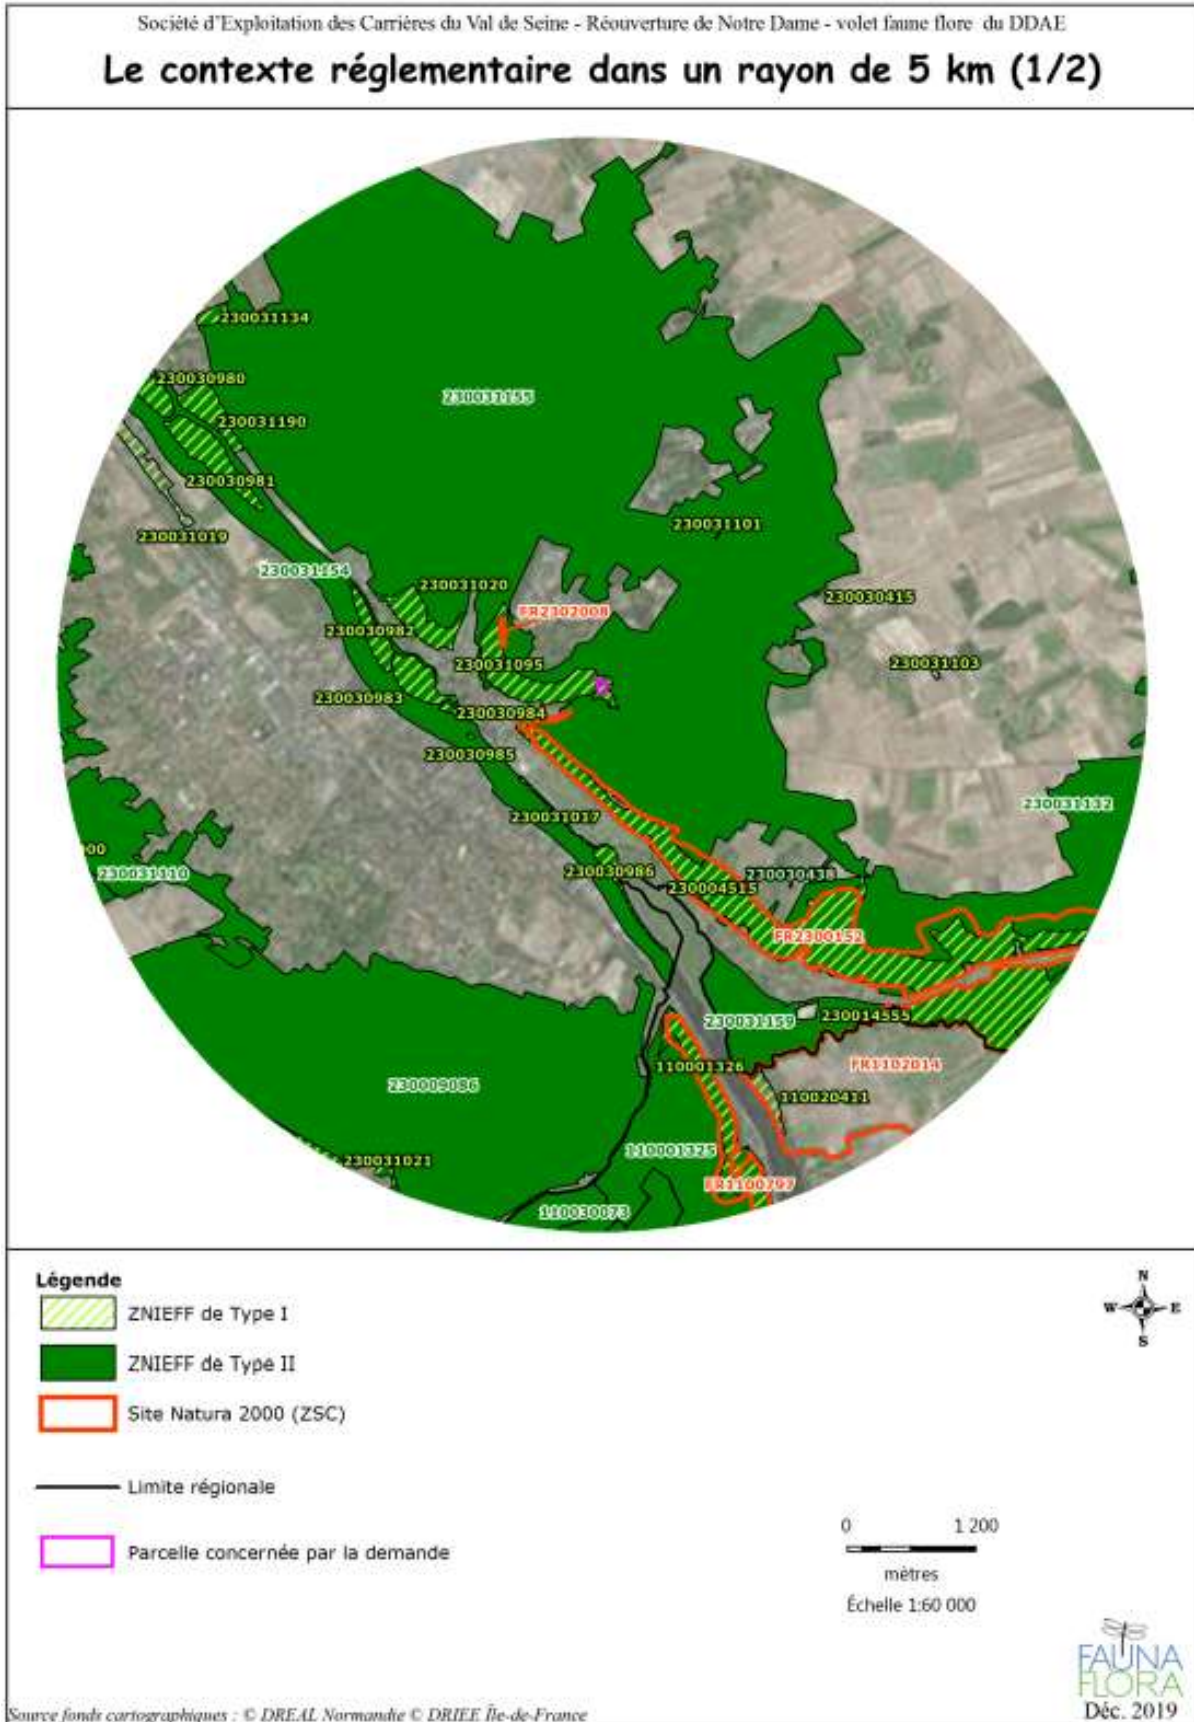 Société d'Exploitation des Carrières du Val de Seine - Réouverture de Notre Dame - volet faune flore du DDAE
Le contexte réglementaire dans un rayon de 5 km (1/2)
230031134
230030980
230031155
230031190
230030981
230031101
230031019
230031154
230031020
230030415
FR2302008
230030982
230031095
230031103
230030983
230030984
230030985
230031132
230031017
00
230031110
230030986
230030438
230004515
FR2300152
230014555
230031159
110001326
FR1102014
230009086
110020411
110001325
230031021
FR1100797
110030073
Légende
ZNIEFF de Type I
ZNIEFF de Type II
Site Natura 2000 (ZSC)
Limite régionale
Parcelle concernée par la demande
N
W E
S
0 1 200
mètres
Échelle 1:60 000
FAUNA
FLORA
Déc. 2019
Source fonds cartographiques : © DREAL Normandie © DRIEE Île-de-France